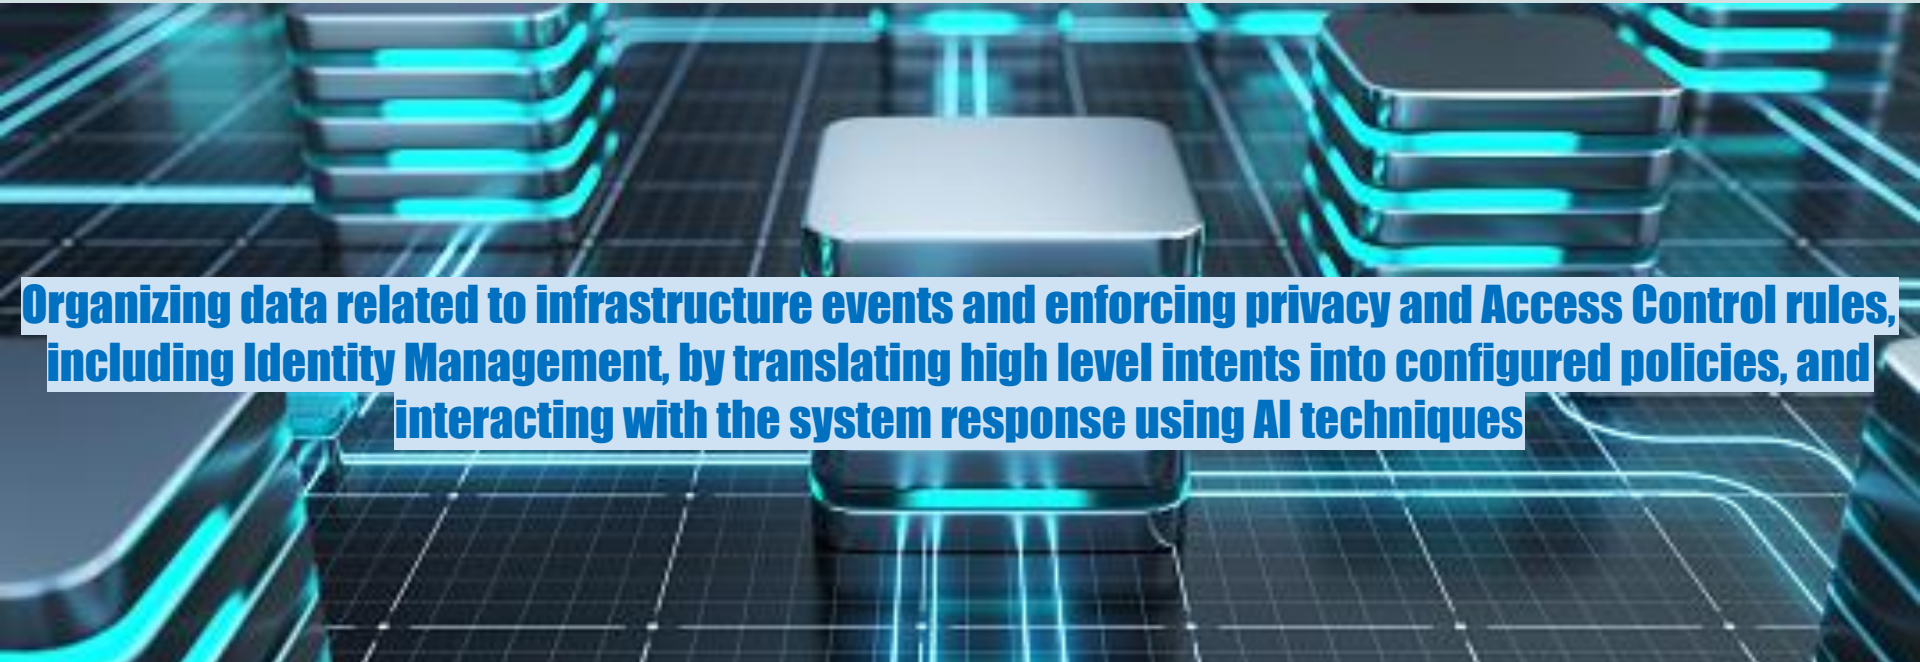 Organizing data related to infrastructure events and enforcing privacy and Access Control rules,
including Identity Management, by translating high level intents into configured policies, and
interacting with the system response using AI techniques